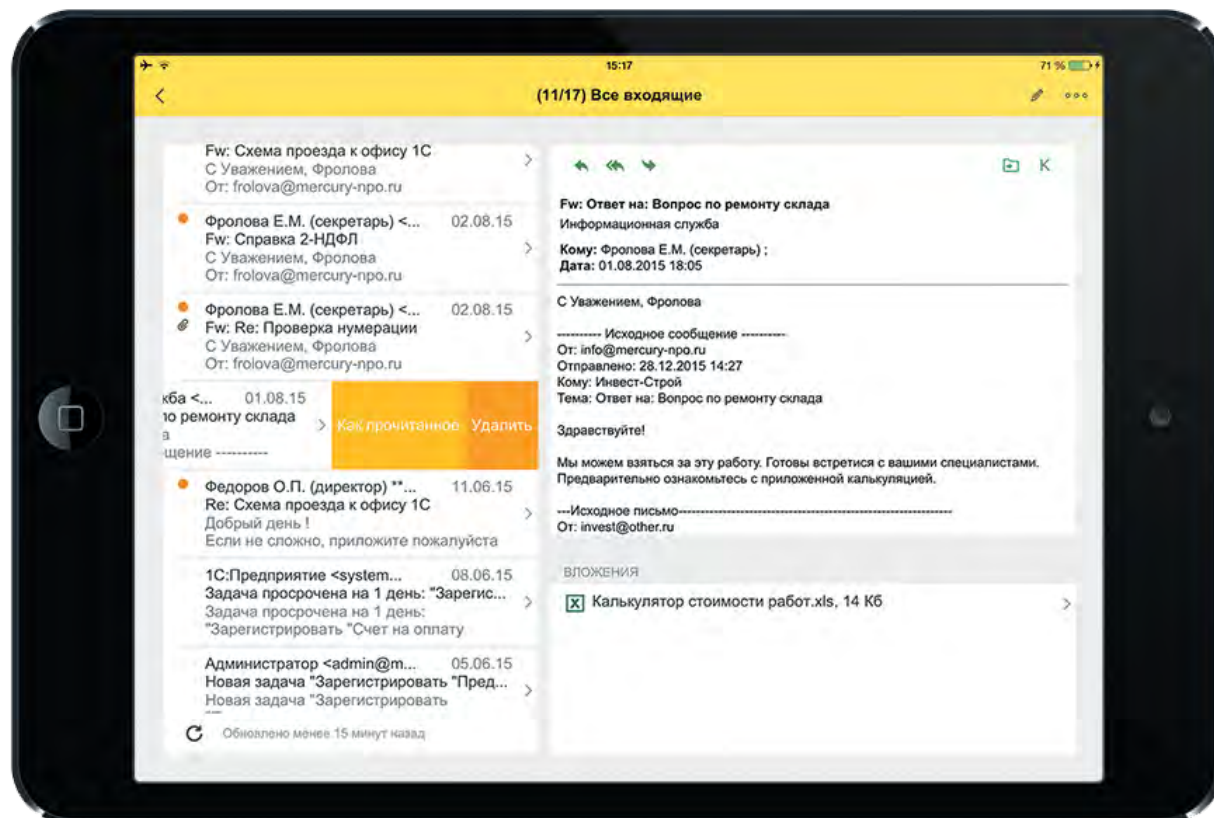 15:17
71 %
(11/17) Все входящие
Fw: Схема проезда к офису 1С
С Уважением, Фролова
От: frolova@mercury-npo.ru
Фролова Е.М. (секретарь) <... 02.08.15
Fw: Справка 2-НДФЛ
С Уважением, Фролова
От: frolova@mercury-npo.ru
Фролова Е.М. (секретарь) <... 02.08.15
Fw: Re: Проверка нумерации
С Уважением, Фролова
От: frolova@mercury-npo.ru
жба <... 01.08.15
по ремонту склада
а
щение ----------
Как прочитанное Удалить
Федоров О.П. (директор) **... 11.06.15
Re: Схема проезда к офису 1С
Добрый день !
Если не сложно, приложите пожалуйста
1С:Предприятие <system... 08.06.15
Задача просрочена на 1 день: "Зарегис...
Задача просрочена на 1 день:
"Зарегистрировать "Счет на оплату
Администратор <admin@m... 05.06.15
Новая задача "Зарегистрировать "Пред...
Новая задача "Зарегистрировать
Обновлено менее 15 минут назад
К
Fw: Ответ на: Вопрос по ремонту склада
Информационная служба
Кому: Фролова Е.М. (секретарь) ;
Дата: 01.08.2015 18:05
С Уважением, Фролова
---------- Исходное сообщение ----------
От: info@mercury-npo.ru
Отправлено: 28.12.2015 14:27
Кому: Инвест-Строй
Тема: Ответ на: Вопрос по ремонту склада
Здравствуйте!
Мы можем взяться за эту работу. Готовы встретися с вашими специалистами.
Предварительно ознакомьтесь с приложенной калькуляцией.
---Исходное письмо--------------------------------------------------
От: invest@other.ru
ВЛОЖЕНИЯ
Калькулятор стоимости работ.xls, 14 Кб